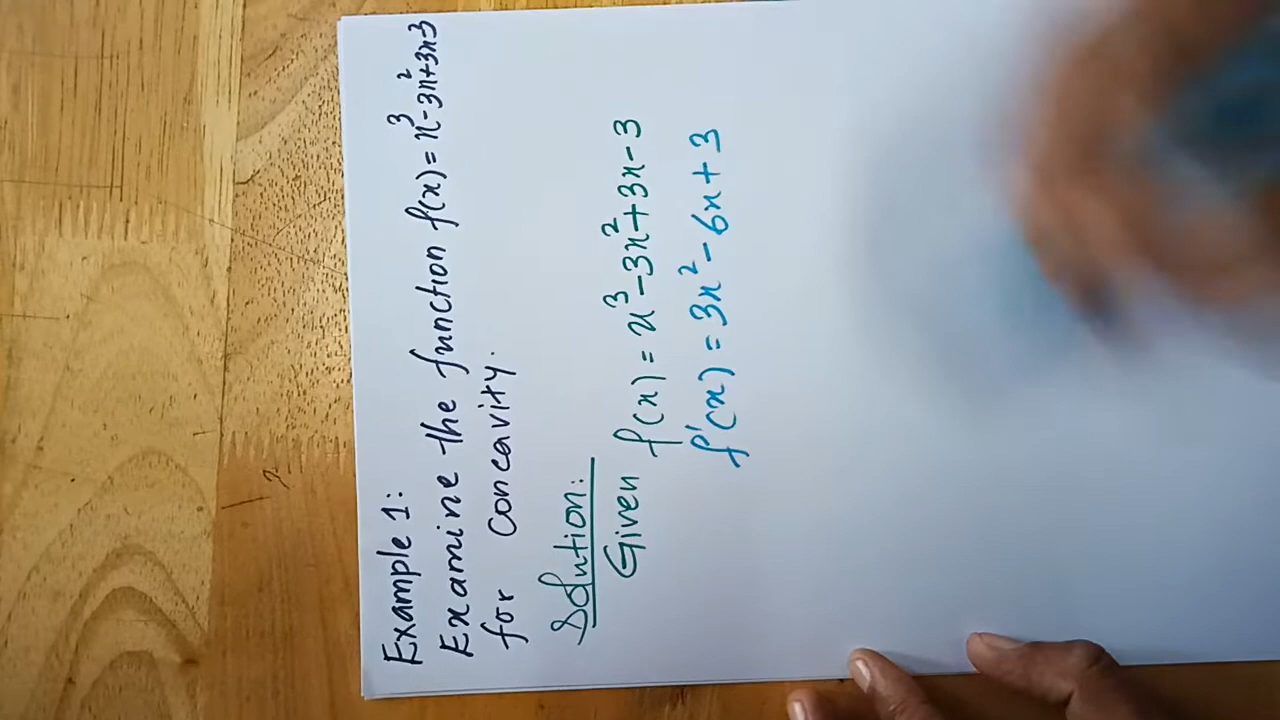 Example 1:
Examine the function f(x) = x³-3x²+3x-3
for concavity.
Solution:
Given f(x) = x³-3x²+3x-3
f'(x) = 3x²-6x+3